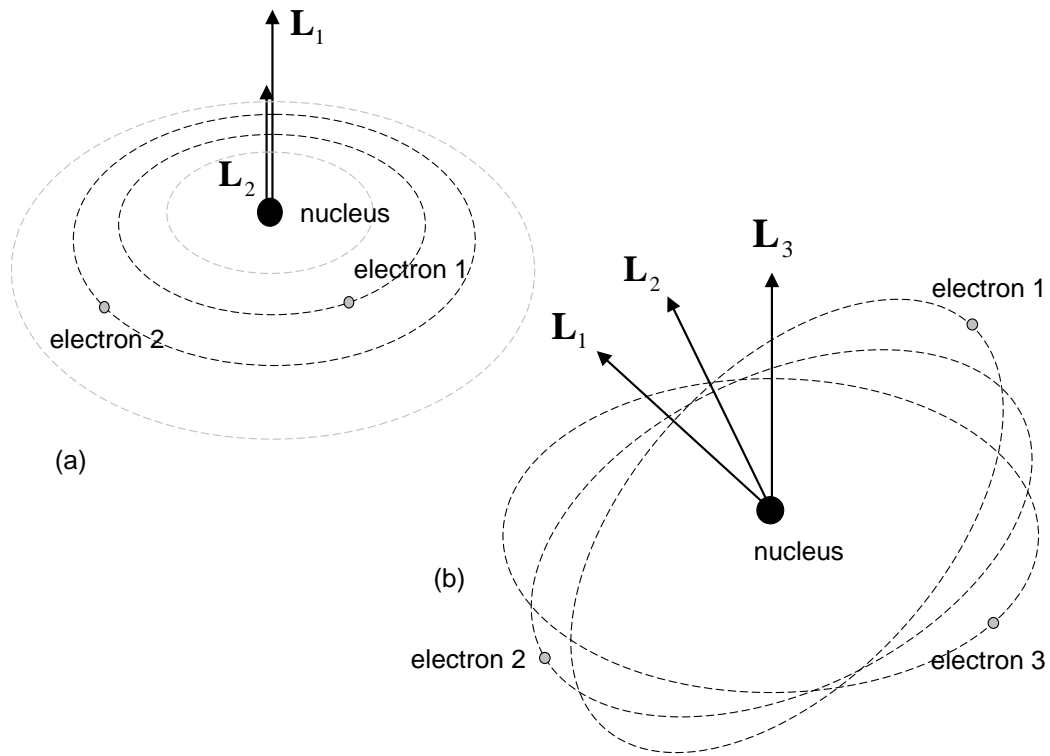 L₁
L₂
nucleus
electron 1
electron 2
(a)
L₃
L₂
L₁
electron 1
nucleus
(b)
electron 2
electron 3